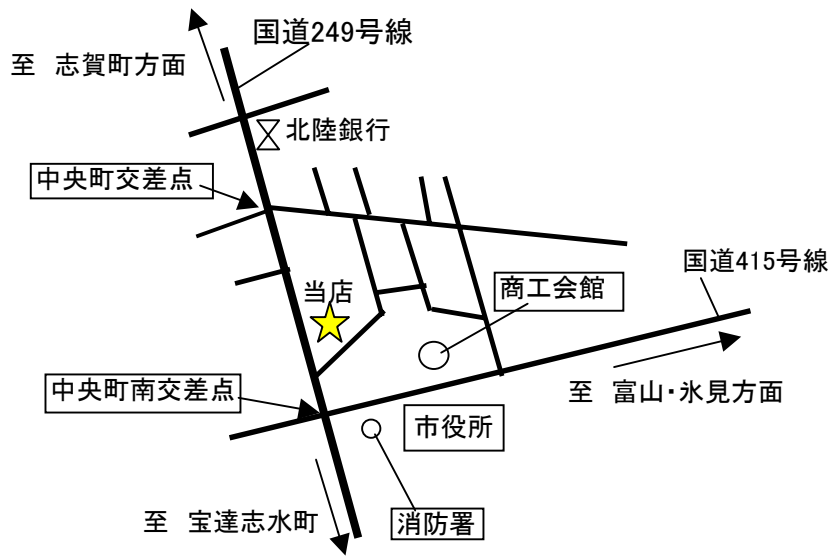 国道249号線
至 志賀町方面
北陸銀行
中央町交差点
国道415号線
当店
商工会館
中央町南交差点
至 富山・氷見方面
市役所
至 宝達志水町
消防署